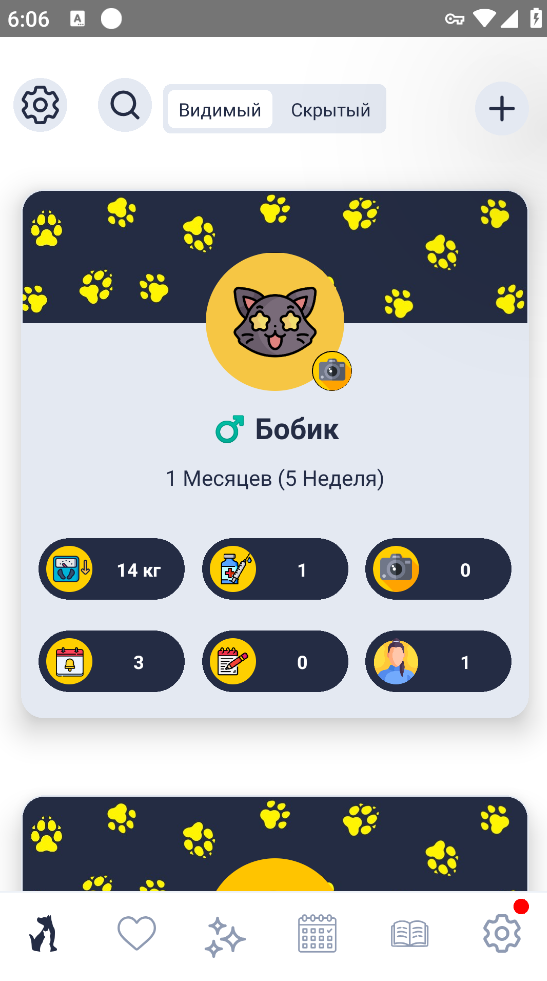 6:06
A
Видимый Скрытый
Бобик
1 Месяцев (5 Неделя)
14 кг 1 0
3 0 1